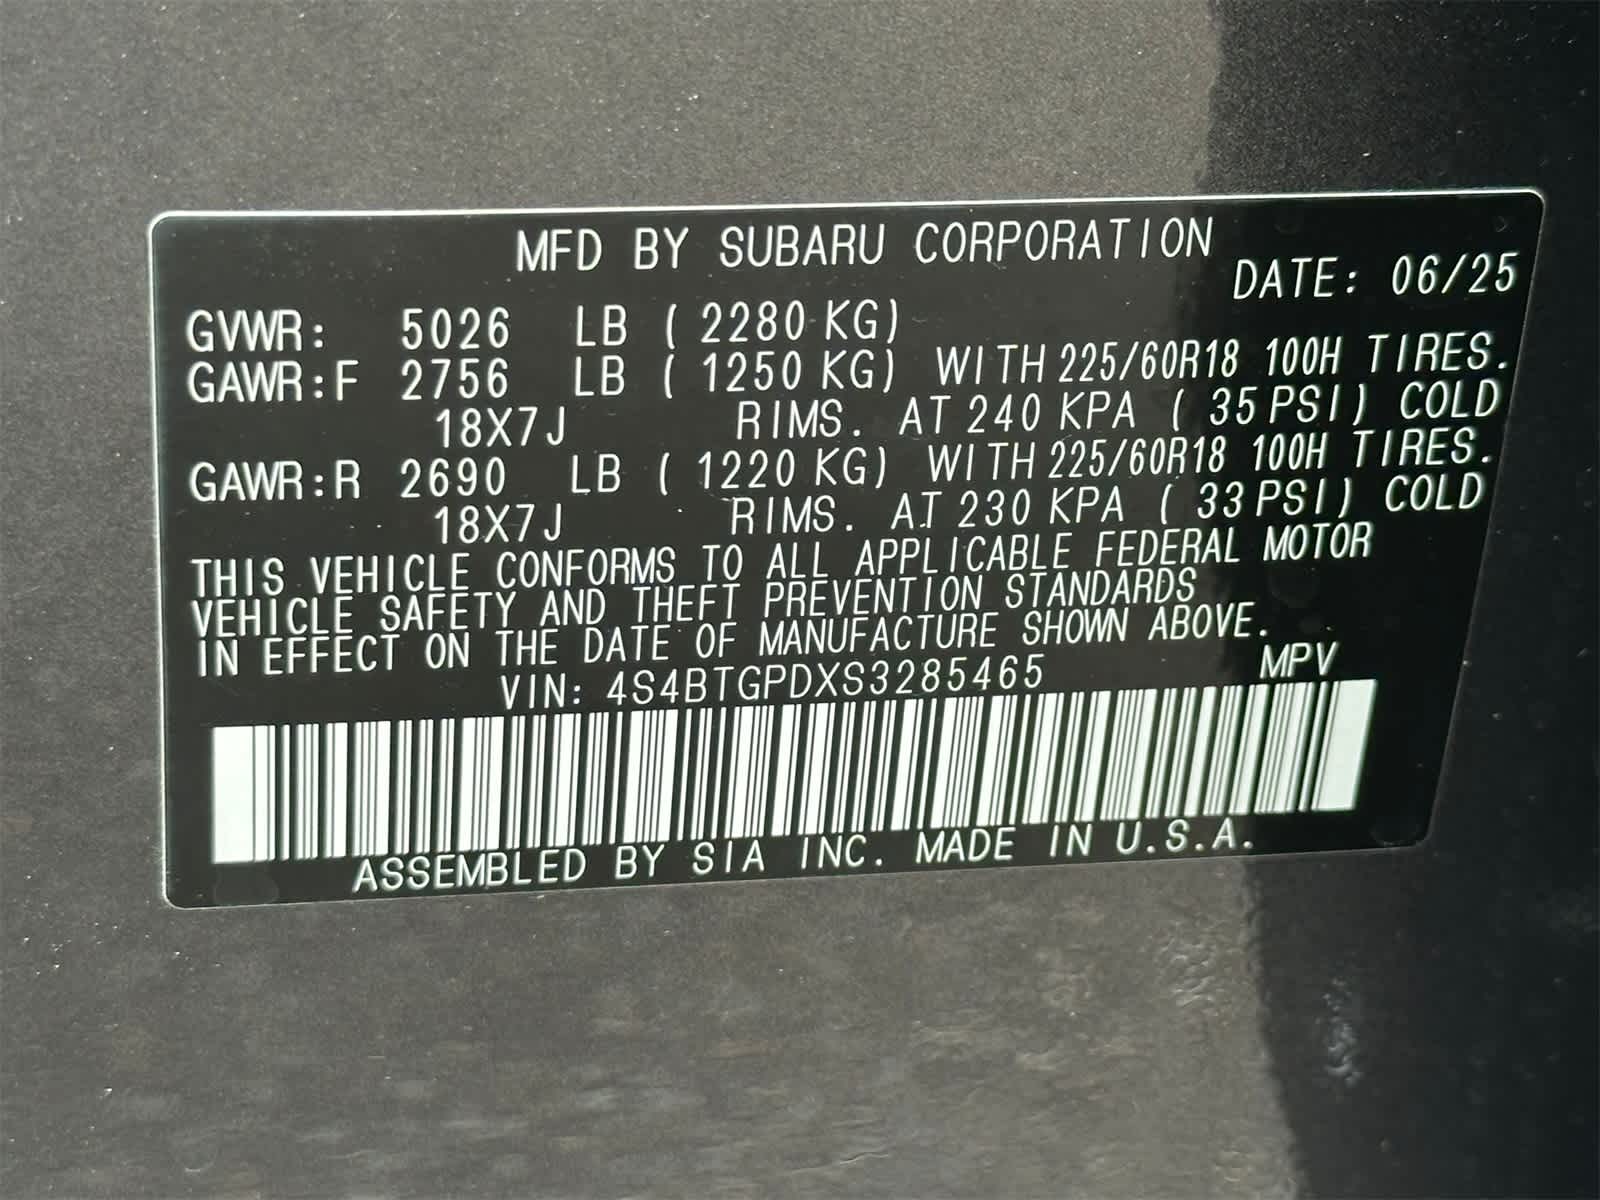 MFD BY SUBARU CORPORATION
DATE: 06/25
GVWR: 5026 LB ( 2280 KG)
GAWR:F 2756 LB ( 1250 KG) WITH 225/60R18 100H TIRES.
18X7J RIMS. AT 240 KPA ( 35 PSI) COLD
GAWR:R 2690 LB ( 1220 KG) WITH 225/60R18 100H TIRES.
18X7J RIMS. AT 230 KPA ( 33 PSI) COLD
THIS VEHICLE CONFORMS TO ALL APPLICABLE FEDERAL MOTOR
VEHICLE SAFETY AND THEFT PREVENTION STANDARDS
IN EFFECT ON THE DATE OF MANUFACTURE SHOWN ABOVE.
VIN: 4S4BTGPDXS3285465 MPV
ASSEMBLED BY SIA INC. MADE IN U.S.A.